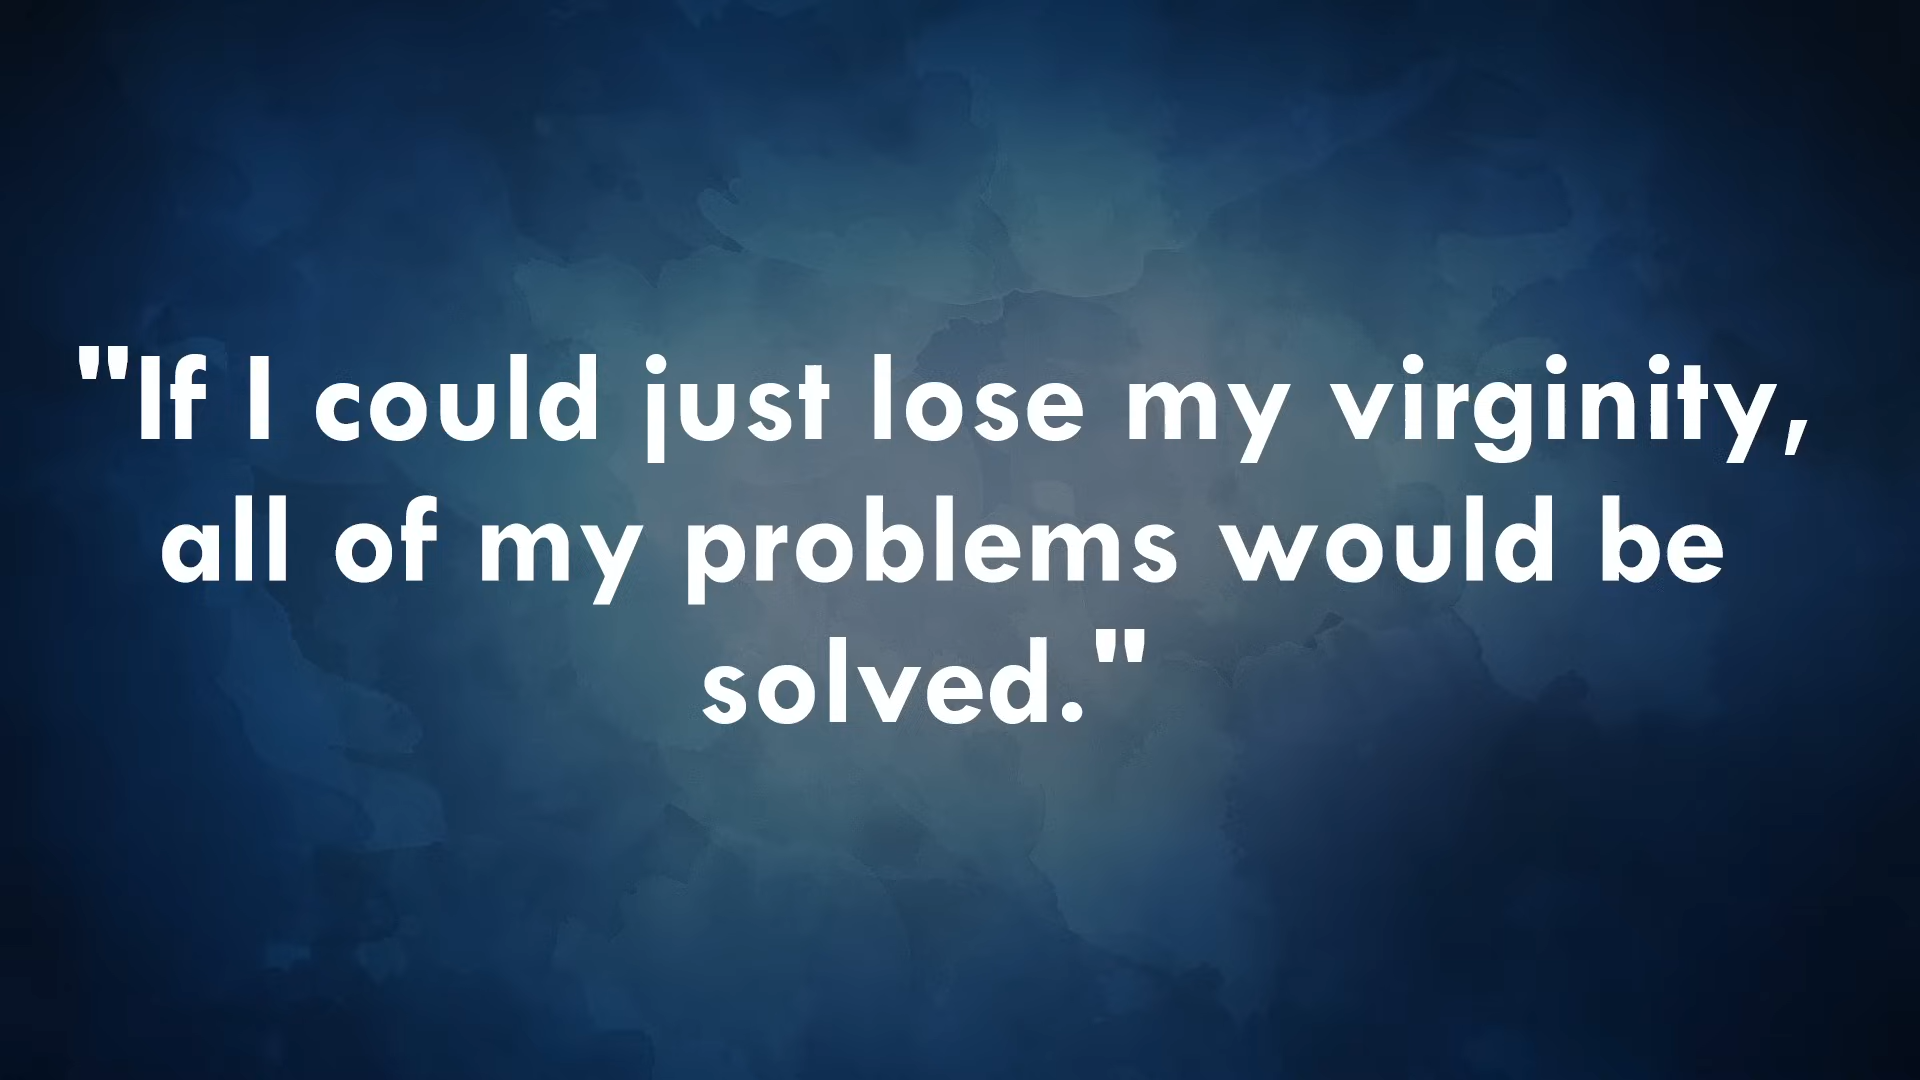 "If I could just lose my virginity,
all of my problems would be
solved."